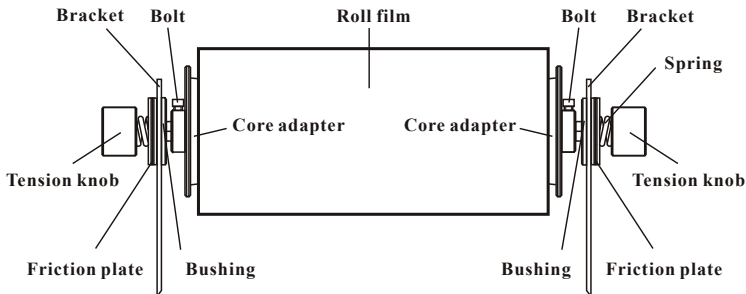 Bracket Bolt Roll film Bolt Bracket
Spring
Core adapter Core adapter
Tension knob Tension knob
Friction plate Bushing Bushing Friction plate